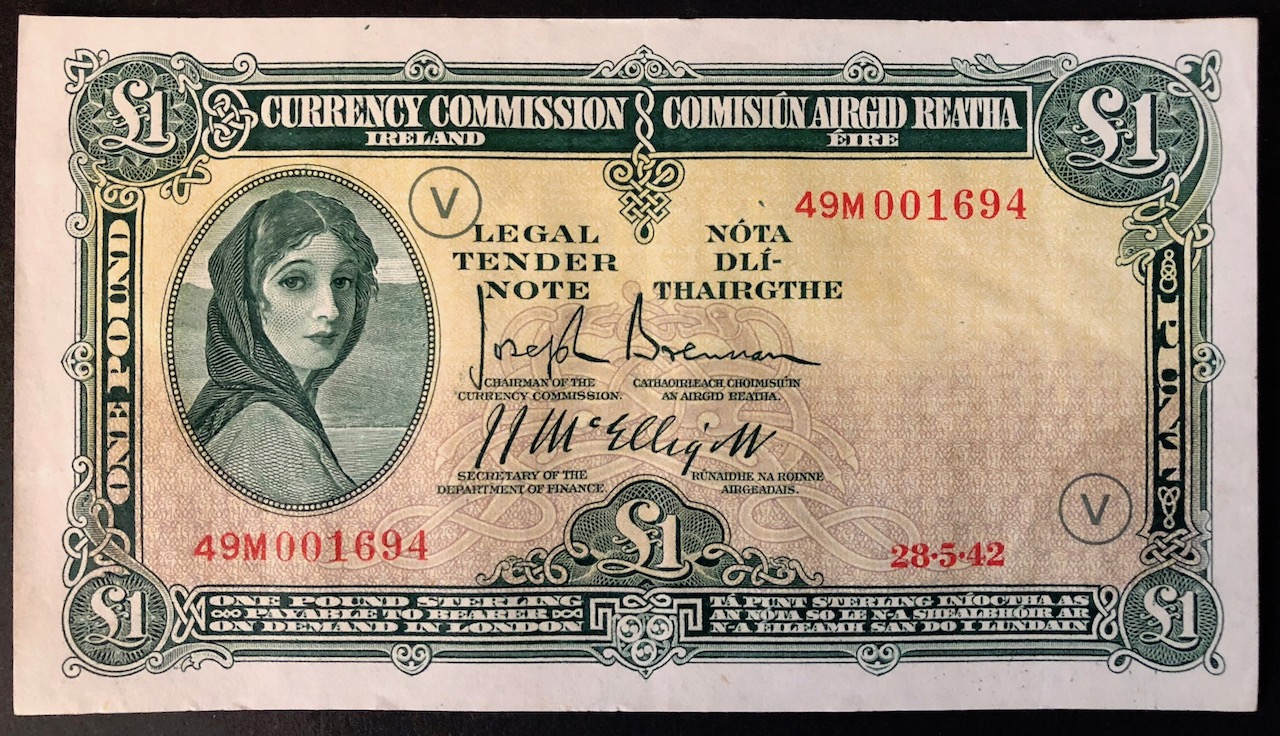 £1 CURRENCY COMMISSION COIMISIÚN AIRGID REATHA £1
IRELAND ÉIRE
V
49M 001694
LEGAL NÓTA
TENDER DLÍ-
NOTE THAIRGTHE
ONE POUND
PUNT
Joseph Brennan
CHAIRMAN OF THE CATHAOIRLEACH CHOIMISIÚIN
CURRENCY COMMISSION. AN AIRGID REATHA.
J J McElligott
SECRETARY OF THE RÚNAIDHE NA ROINNE
DEPARTMENT OF FINANCE. AIRGEADAIS.
V
49M 001694
£1
28·5·42
£1 ONE POUND STERLING TÁ PUNT STERLING INÍOCTHA AS £1
PAYABLE TO BEARER AN NÓTA SO LE N-A SHEALBHÓIR AR
ON DEMAND IN LONDON N-A ÉILEAMH SAN DO I LUNDAIN